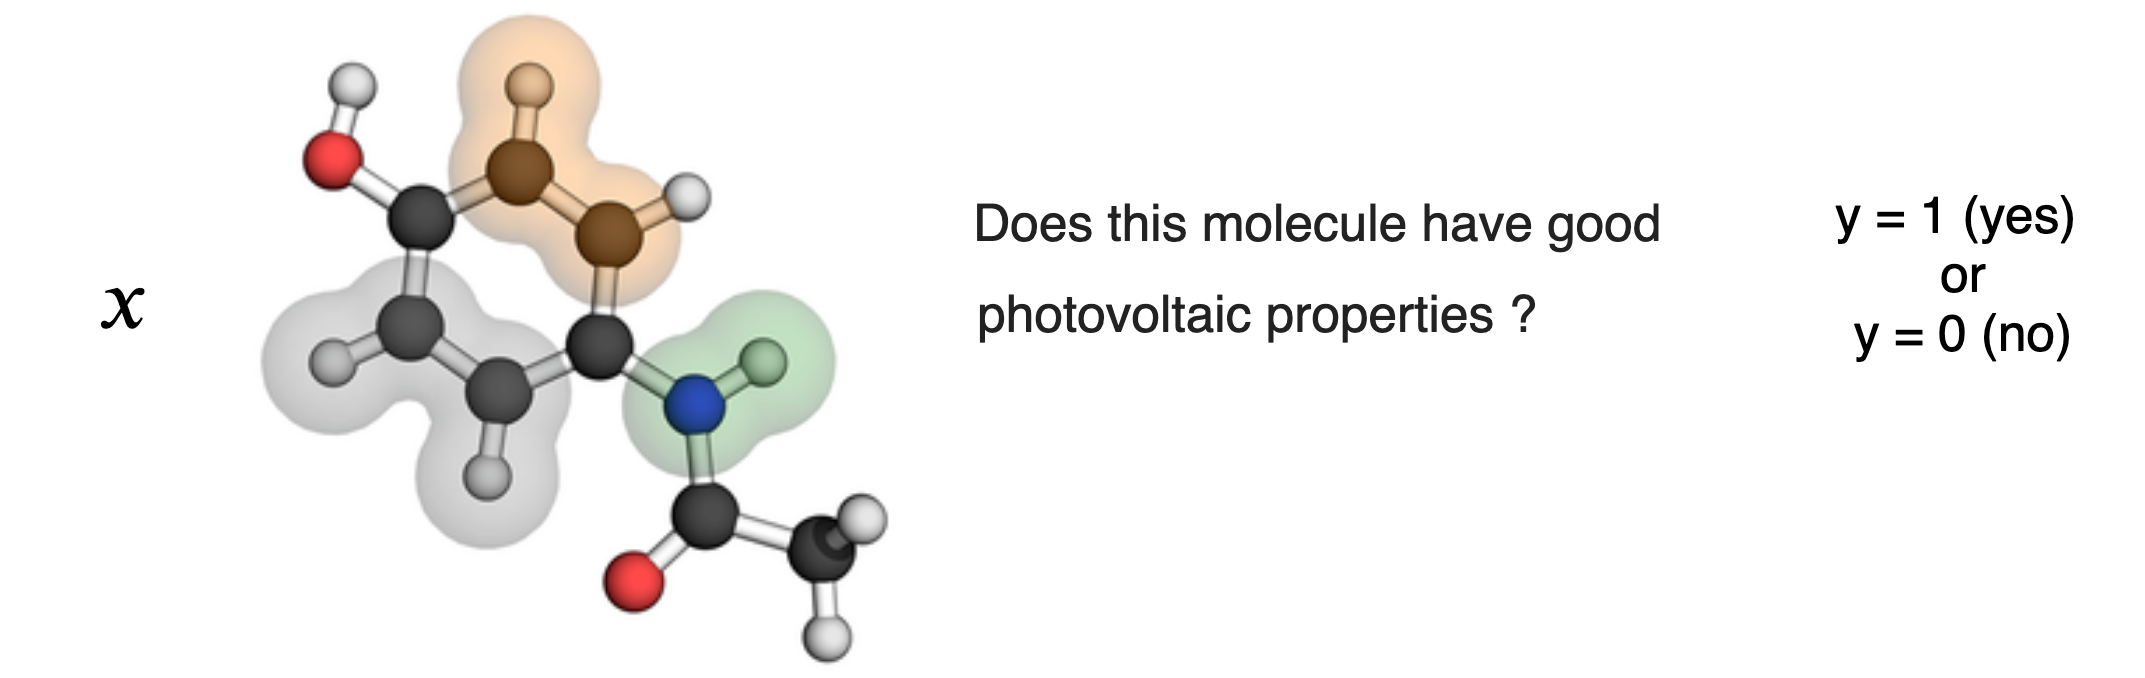 x
Does this molecule have good
photovoltaic properties ?
y = 1 (yes)
or
y = 0 (no)